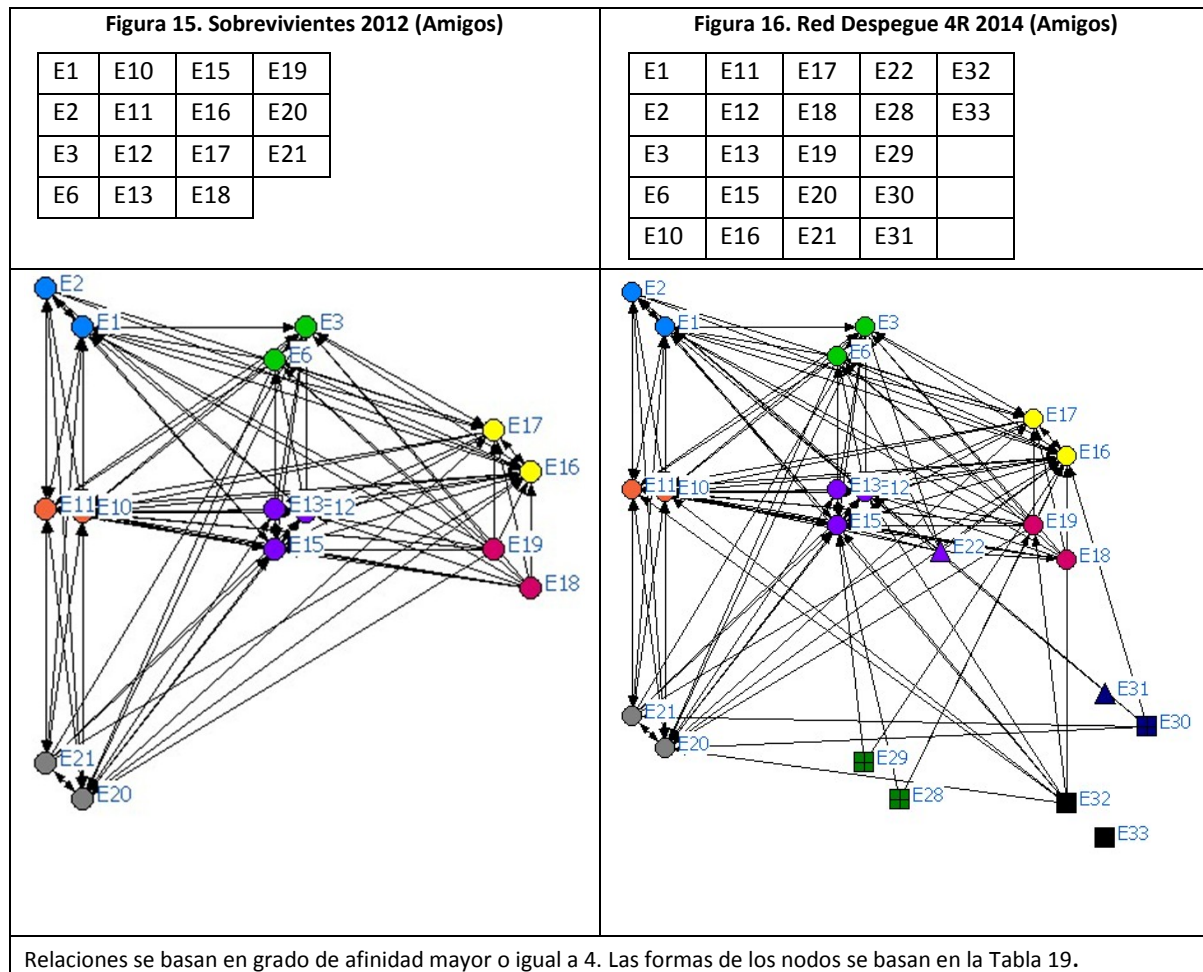 Figura 15. Sobrevivientes 2012 (Amigos)
E1 E10 E15 E19
E2 E11 E16 E20
E3 E12 E17 E21
E6 E13 E18
Figura 16. Red Despegue 4R 2014 (Amigos)
E1 E11 E17 E22 E32
E2 E12 E18 E28 E33
E3 E13 E19 E29
E6 E15 E20 E30
E10 E16 E21 E31
E2
E1
E3
E6
E17
E16
E11
E10
E13
E12
E15
E19
E18
E21
E20
E2
E1
E3
E6
E17
E16
E11
E10
E13
E12
E15
E19
E22
E18
E31
E21
E30
E20
E29
E28
E32
E33
Relaciones se basan en grado de afinidad mayor o igual a 4. Las formas de los nodos se basan en la Tabla 19.